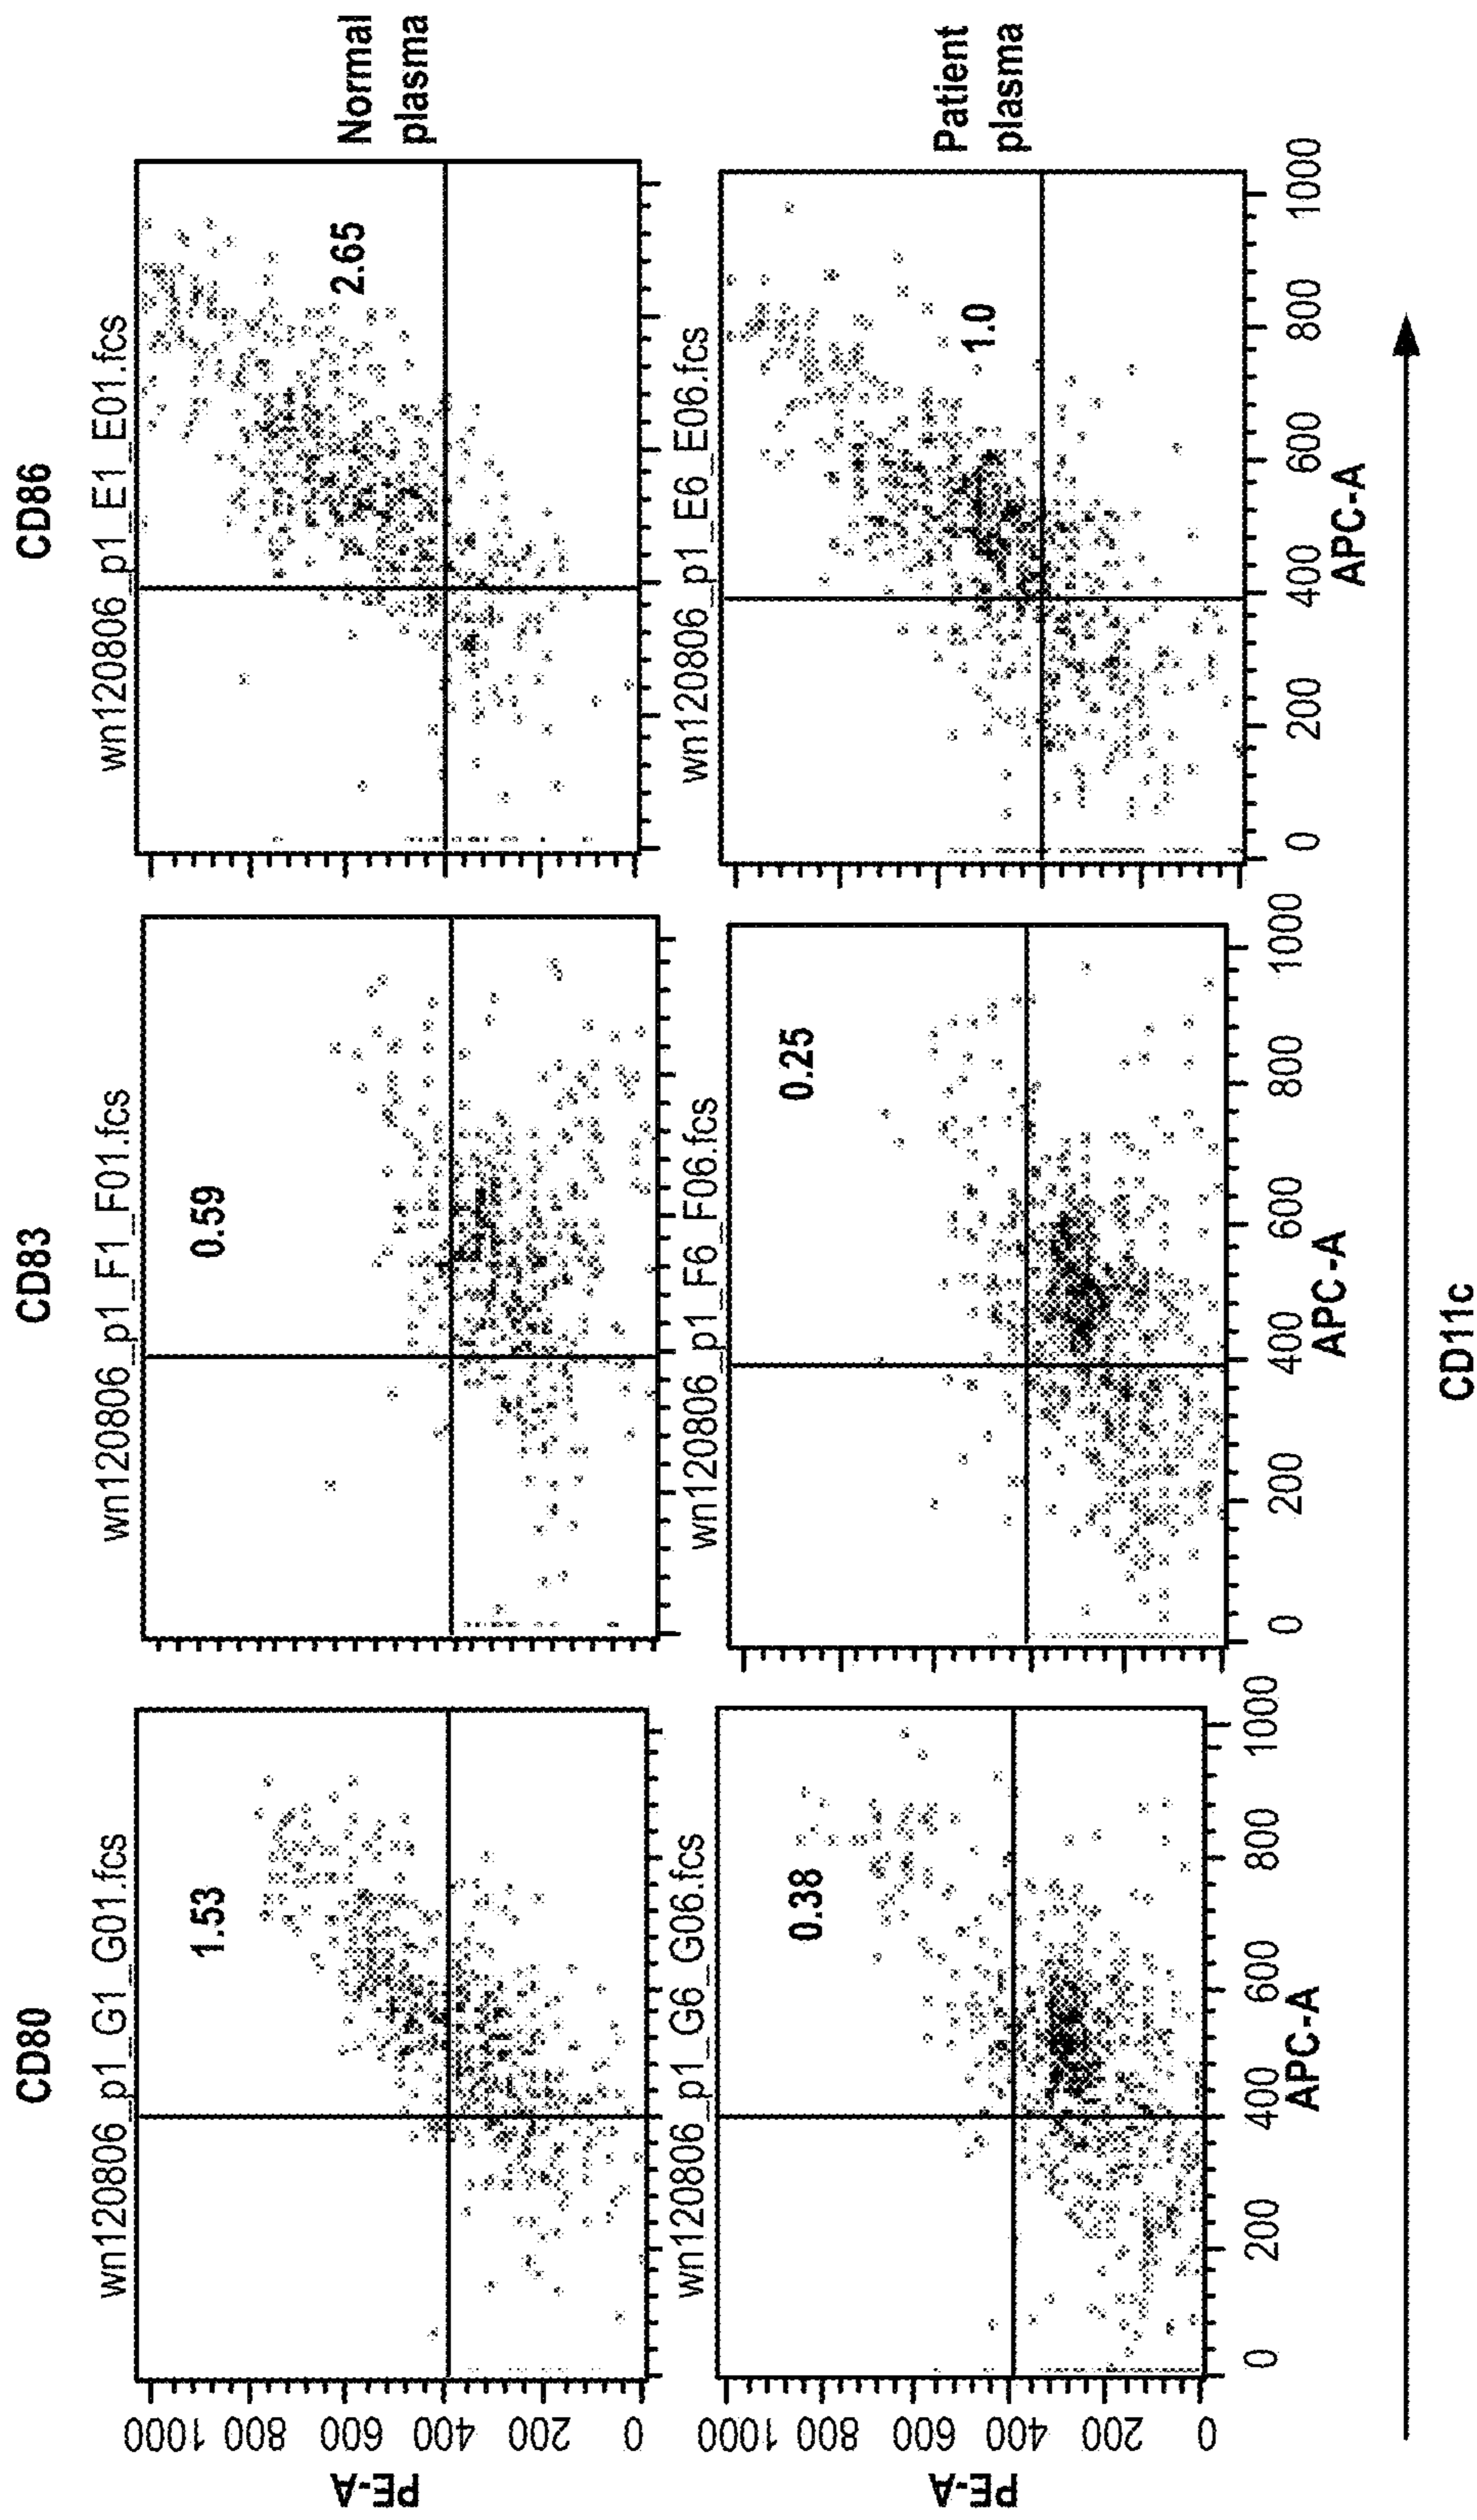 CD80
CD83
CD86
wn120806_p1_G1_G01.fcs
wn120806_p1_F1_F01.fcs
wn120806_p1_E1_E01.fcs
PE-A
1000
800
600
400
200
0
1.53
0.59
2.65
Normal
plasma
wn120806_p1_G6_G06.fcs
wn120806_p1_F6_F06.fcs
wn120806_p1_E6_E06.fcs
PE-A
1000
800
600
400
200
0
0.38
0.25
1.0
Patient
plasma
0 200 400 600 800 1000
0 200 400 600 800 1000
0 200 400 600 800 1000
APC-A
APC-A
APC-A
CD11c